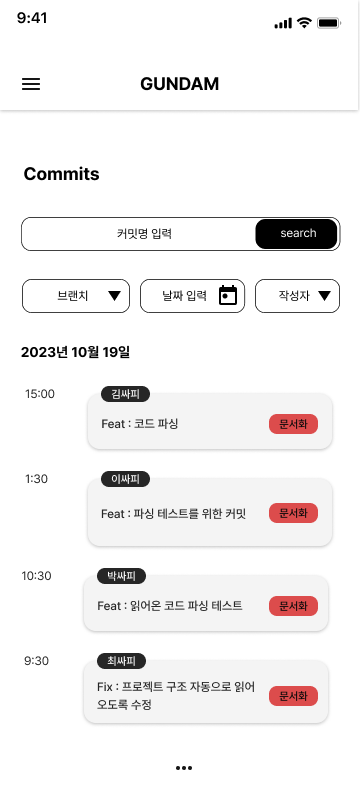 9:41
GUNDAM
Commits
커밋명 입력
search
브랜치
날짜 입력
작성자
2023년 10월 19일
15:00
김싸피
Feat : 코드 파싱
문서화
1:30
이싸피
Feat : 파싱 테스트를 위한 커밋
문서화
10:30
박싸피
Feat : 읽어온 코드 파싱 테스트
문서화
9:30
최싸피
Fix : 프로젝트 구조 자동으로 읽어
오도록 수정
문서화